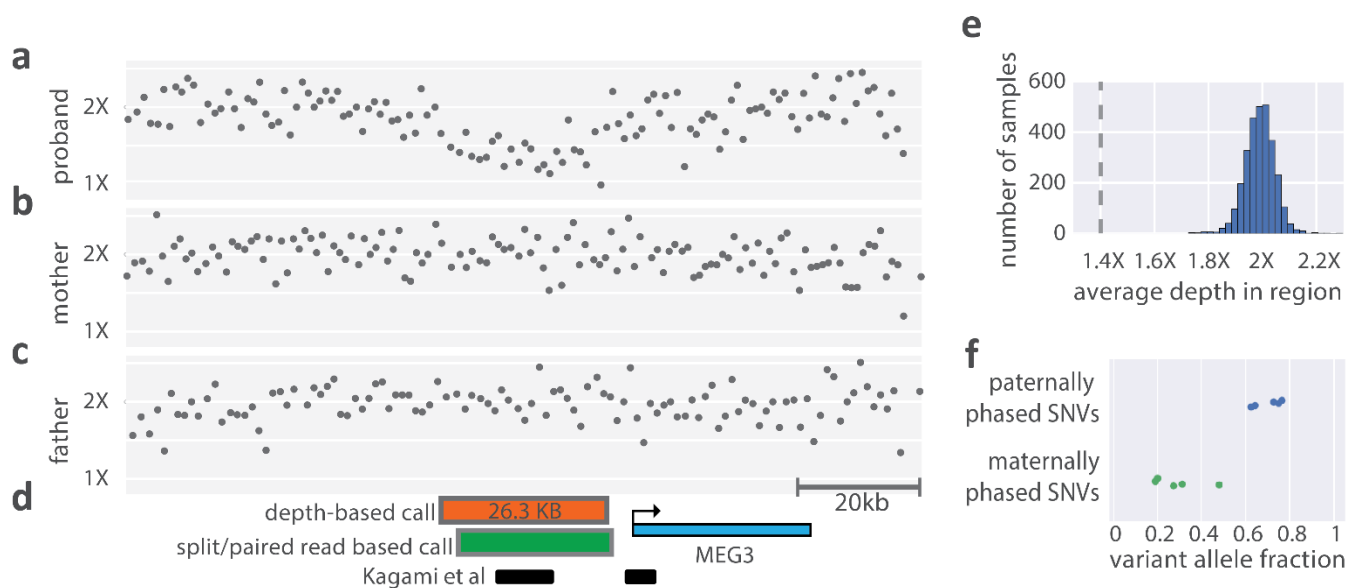 a
proband
2X
1X
b
mother
2X
1X
c
father
2X
1X
20kb
d
depth-based call
26.3 KB
split/paired read based call
MEG3
Kagami et al
e
number of samples
600
400
200
0
1.4X 1.6X 1.8X 2X 2.2X
average depth in region
f
paternally
phased SNVs
maternally
phased SNVs
0 0.2 0.4 0.6 0.8 1
variant allele fraction